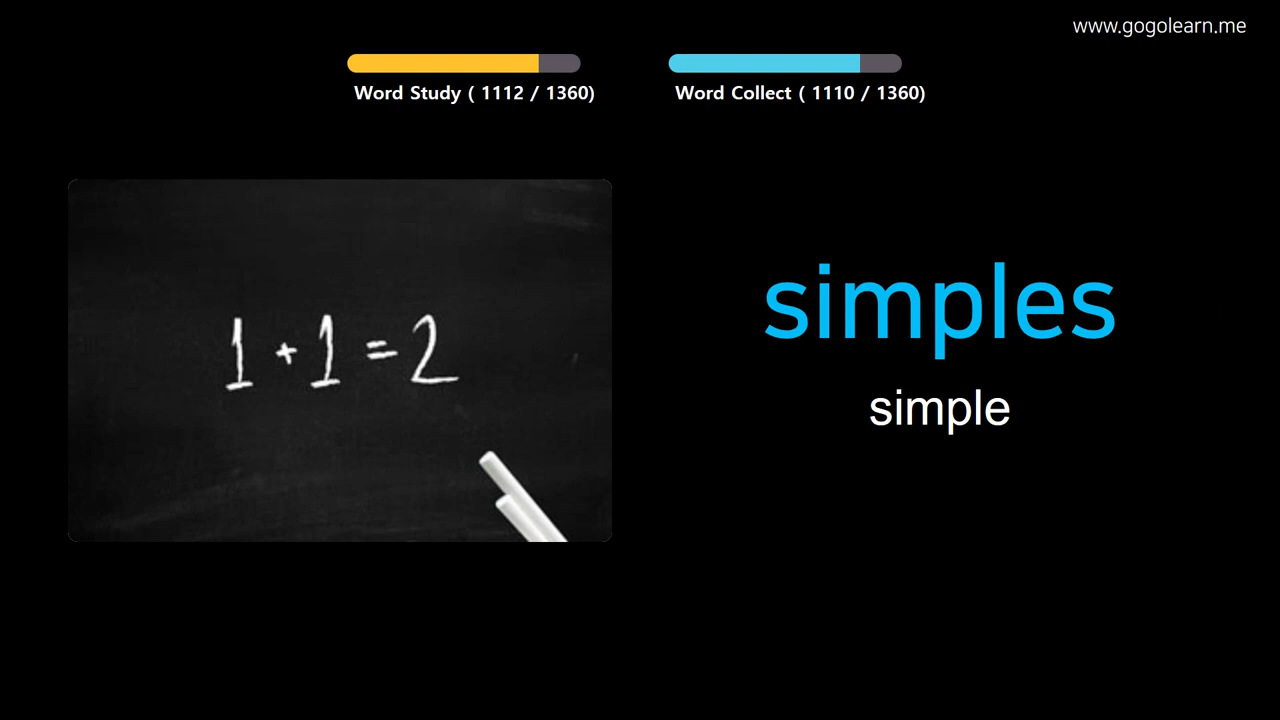 www.gogolearn.me
Word Study ( 1112 / 1360)
Word Collect ( 1110 / 1360)
1 + 1 = 2
simples
simple